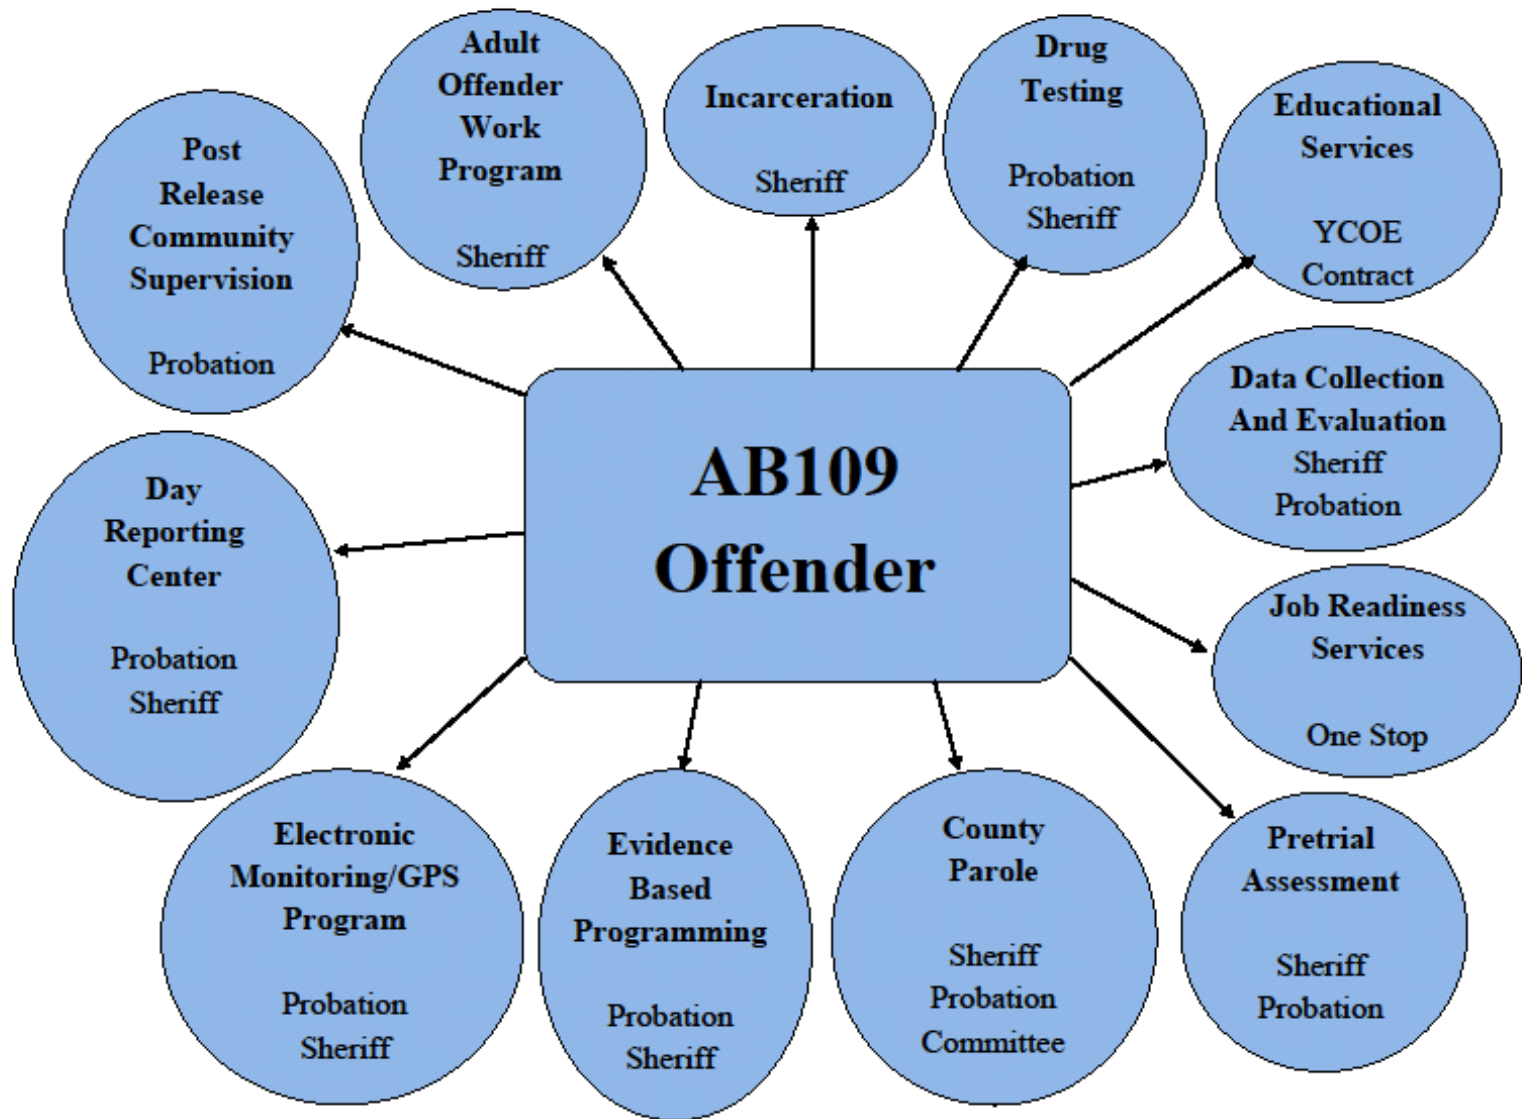 Adult
Offender
Work
Program
Sheriff
Incarceration
Sheriff
Drug
Testing
Probation
Sheriff
Educational
Services
YCOE
Contract
Post
Release
Community
Supervision
Probation
AB109
Offender
Data Collection
And Evaluation
Sheriff
Probation
Day
Reporting
Center
Probation
Sheriff
Job Readiness
Services
One Stop
Electronic
Monitoring/GPS
Program
Probation
Sheriff
Evidence
Based
Programming
Probation
Sheriff
County
Parole
Sheriff
Probation
Committee
Pretrial
Assessment
Sheriff
Probation